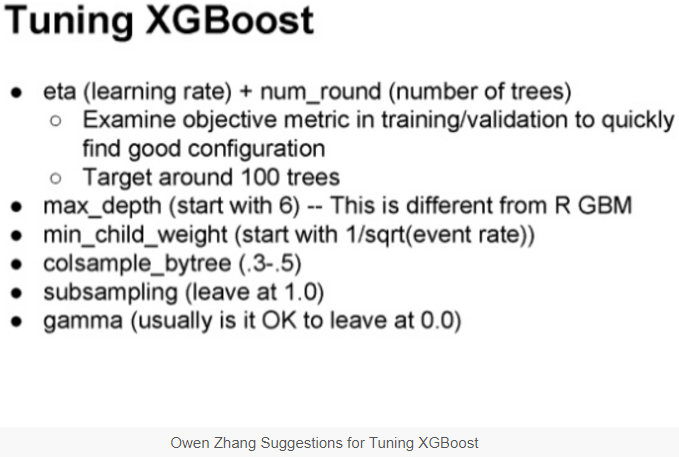 Tuning XGBoost
● eta (learning rate) + num_round (number of trees)
○ Examine objective metric in training/validation to quickly
find good configuration
○ Target around 100 trees
● max_depth (start with 6) -- This is different from R GBM
● min_child_weight (start with 1/sqrt(event rate))
● colsample_bytree (.3-.5)
● subsampling (leave at 1.0)
● gamma (usually is it OK to leave at 0.0)
Owen Zhang Suggestions for Tuning XGBoost